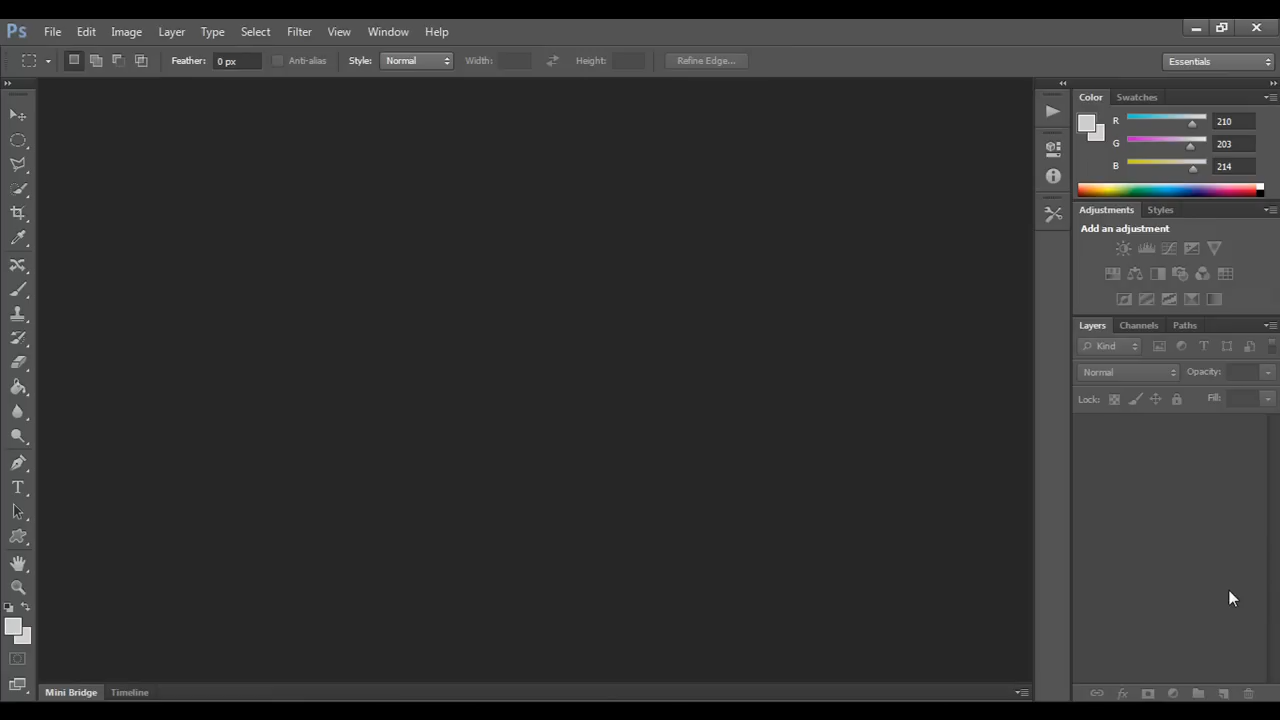 Ps File Edit Image Layer Type Select Filter View Window Help
Feather: 0 px Anti-alias Style: Normal Width: Height: Refine Edge... Essentials
Color Swatches
R 210
G 203
B 214
Adjustments Styles
Add an adjustment
Layers Channels Paths
Kind T
Normal Opacity:
Lock: Fill:
T
fx
Mini Bridge Timeline